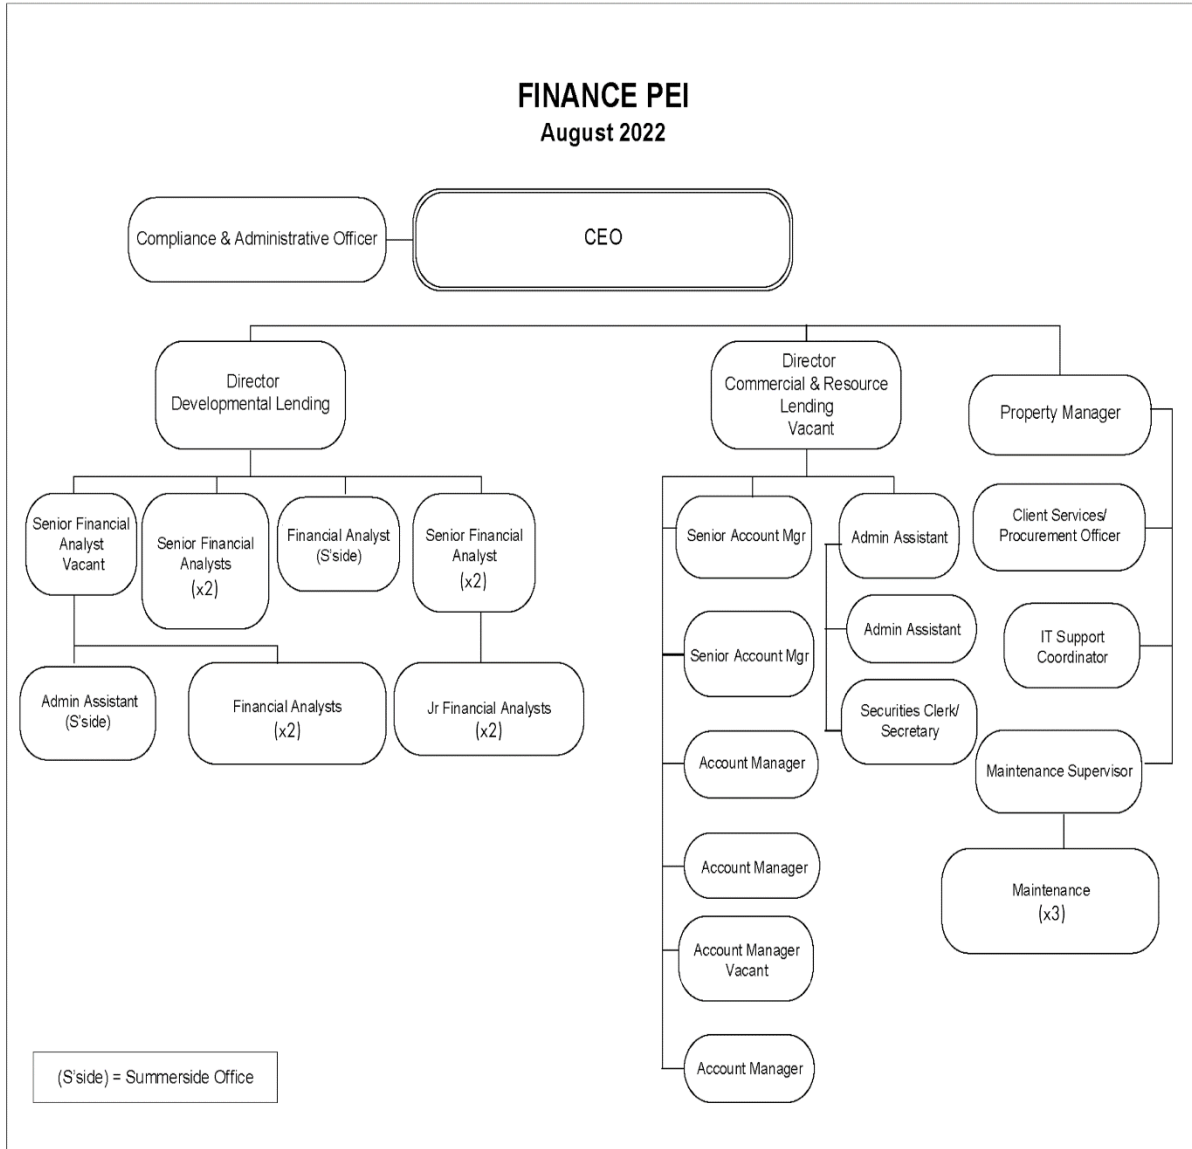 FINANCE PEI
August 2022
Compliance & Administrative Officer
CEO
Director
Developmental Lending
Director
Commercial & Resource
Lending
Vacant
Property Manager
Senior Financial
Analyst
Vacant
Senior Financial
Analysts
(x2)
Financial Analyst
(S'side)
Senior Financial
Analyst
(x2)
Admin Assistant
(S'side)
Financial Analysts
(x2)
Jr Financial Analysts
(x2)
Senior Account Mgr
Senior Account Mgr
Account Manager
Account Manager
Account Manager
Vacant
Account Manager
Admin Assistant
Admin Assistant
Securities Clerk/
Secretary
Client Services/
Procurement Officer
IT Support
Coordinator
Maintenance Supervisor
Maintenance
(x3)
(S'side) = Summerside Office